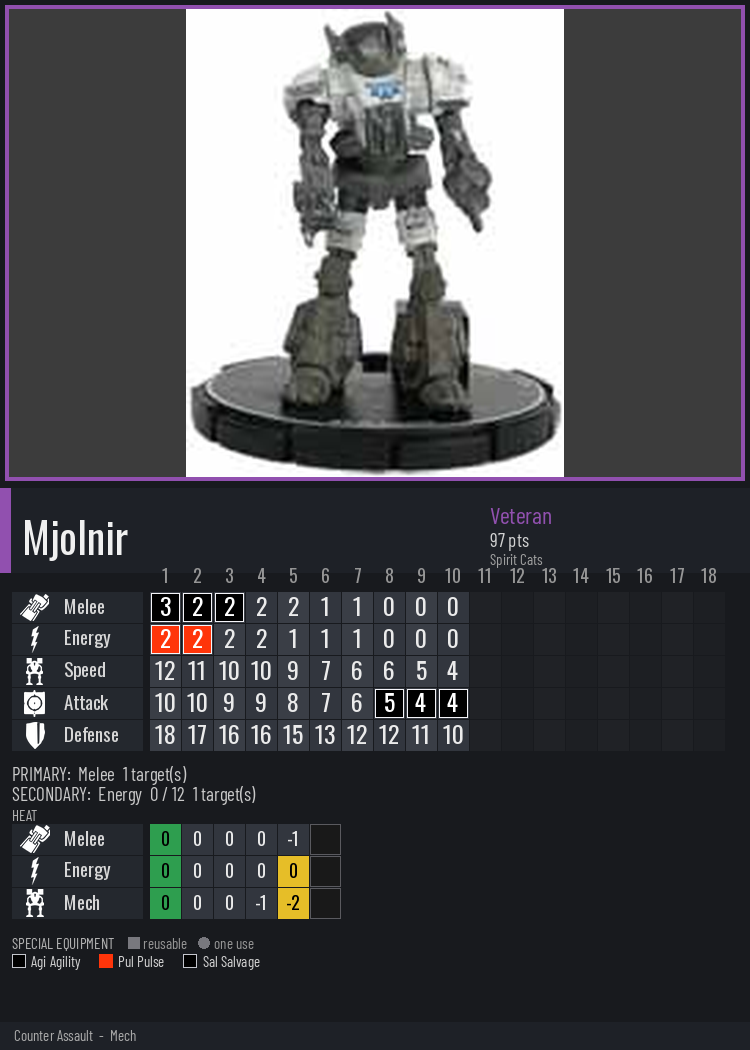 Mjolnir
Veteran
97 pts
Spirit Cats
1 2 3 4 5 6 7 8 9 10 11 12 13 14 15 16 17 18
Melee 3 2 2 2 2 1 1 0 0 0
Energy 2 2 2 2 1 1 1 0 0 0
Speed 12 11 10 10 9 7 6 6 5 4
Attack 10 10 9 9 8 7 6 5 4 4
Defense 18 17 16 16 15 13 12 12 11 10
PRIMARY: Melee 1 target(s)
SECONDARY: Energy 0 / 12 1 target(s)
HEAT
Melee 0 0 0 0 -1
Energy 0 0 0 0 0
Mech 0 0 0 -1 -2
SPECIAL EQUIPMENT reusable one use
Agi Agility Pul Pulse Sal Salvage
Counter Assault - Mech